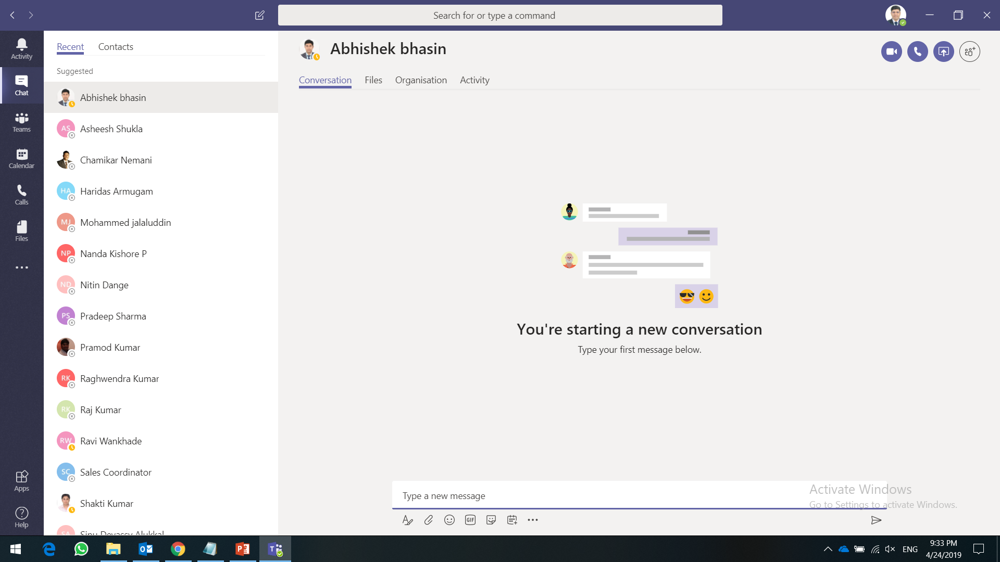 Search for or type a command
Activity
Chat
Teams
Calendar
Calls
Files
Apps
Help
Recent Contacts
Suggested
Abhishek bhasin
AS Asheesh Shukla
Chamikar Nemani
HA Haridas Armugam
MJ Mohammed jalaluddin
NP Nanda Kishore P
ND Nitin Dange
PS Pradeep Sharma
Pramod Kumar
RK Raghwendra Kumar
RK Raj Kumar
RW Ravi Wankhade
SC Sales Coordinator
Shakti Kumar
SA Sinu Devassy Alukkal
Abhishek bhasin
Conversation Files Organisation Activity
You're starting a new conversation
Type your first message below.
Type a new message
GIF
Activate Windows
Go to Settings to activate Windows.
ENG
9:33 PM
4/24/2019